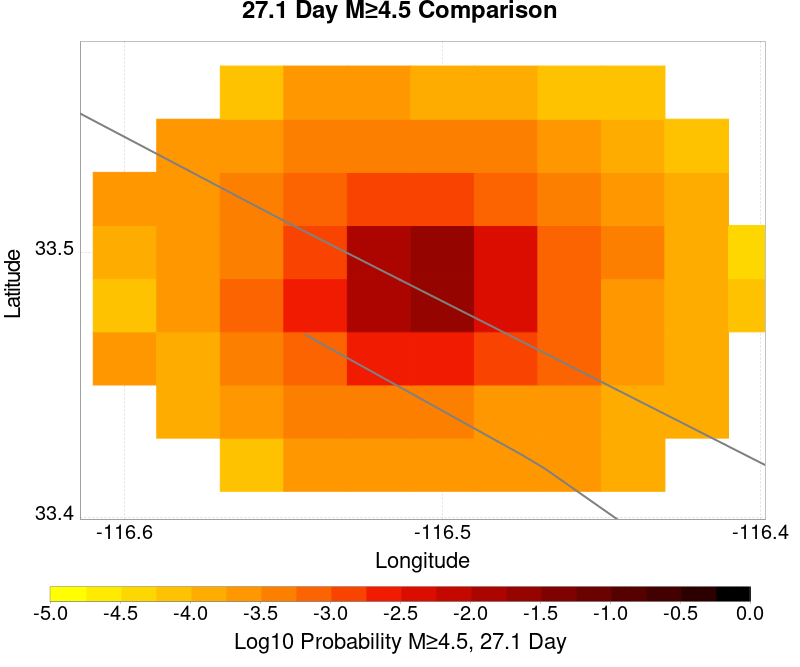 27.1 Day M≥4.5 Comparison
Latitude
33.5
33.4
-116.6 -116.5 -116.4
Longitude
-5.0 -4.5 -4.0 -3.5 -3.0 -2.5 -2.0 -1.5 -1.0 -0.5 0.0
Log10 Probability M≥4.5, 27.1 Day